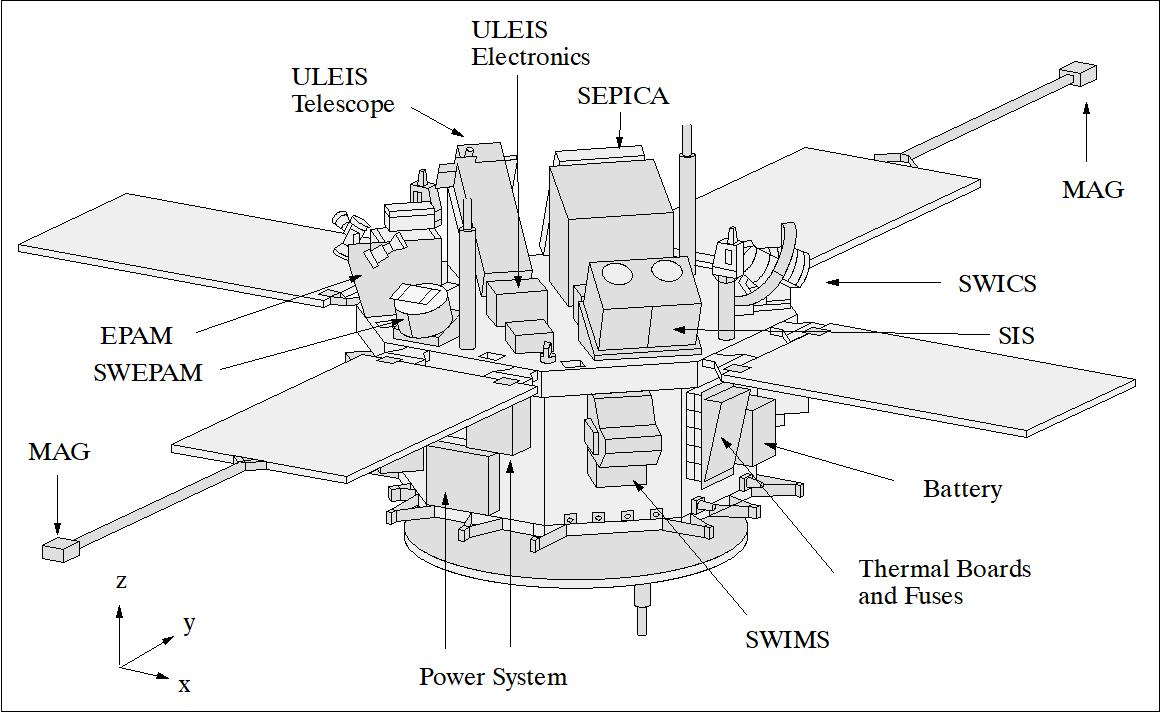 ULEIS
Electronics
ULEIS
Telescope
SEPICA
MAG
SWICS
EPAM
SIS
SWEPAM
MAG
Battery
Thermal Boards
and Fuses
z
y
x
SWIMS
Power System